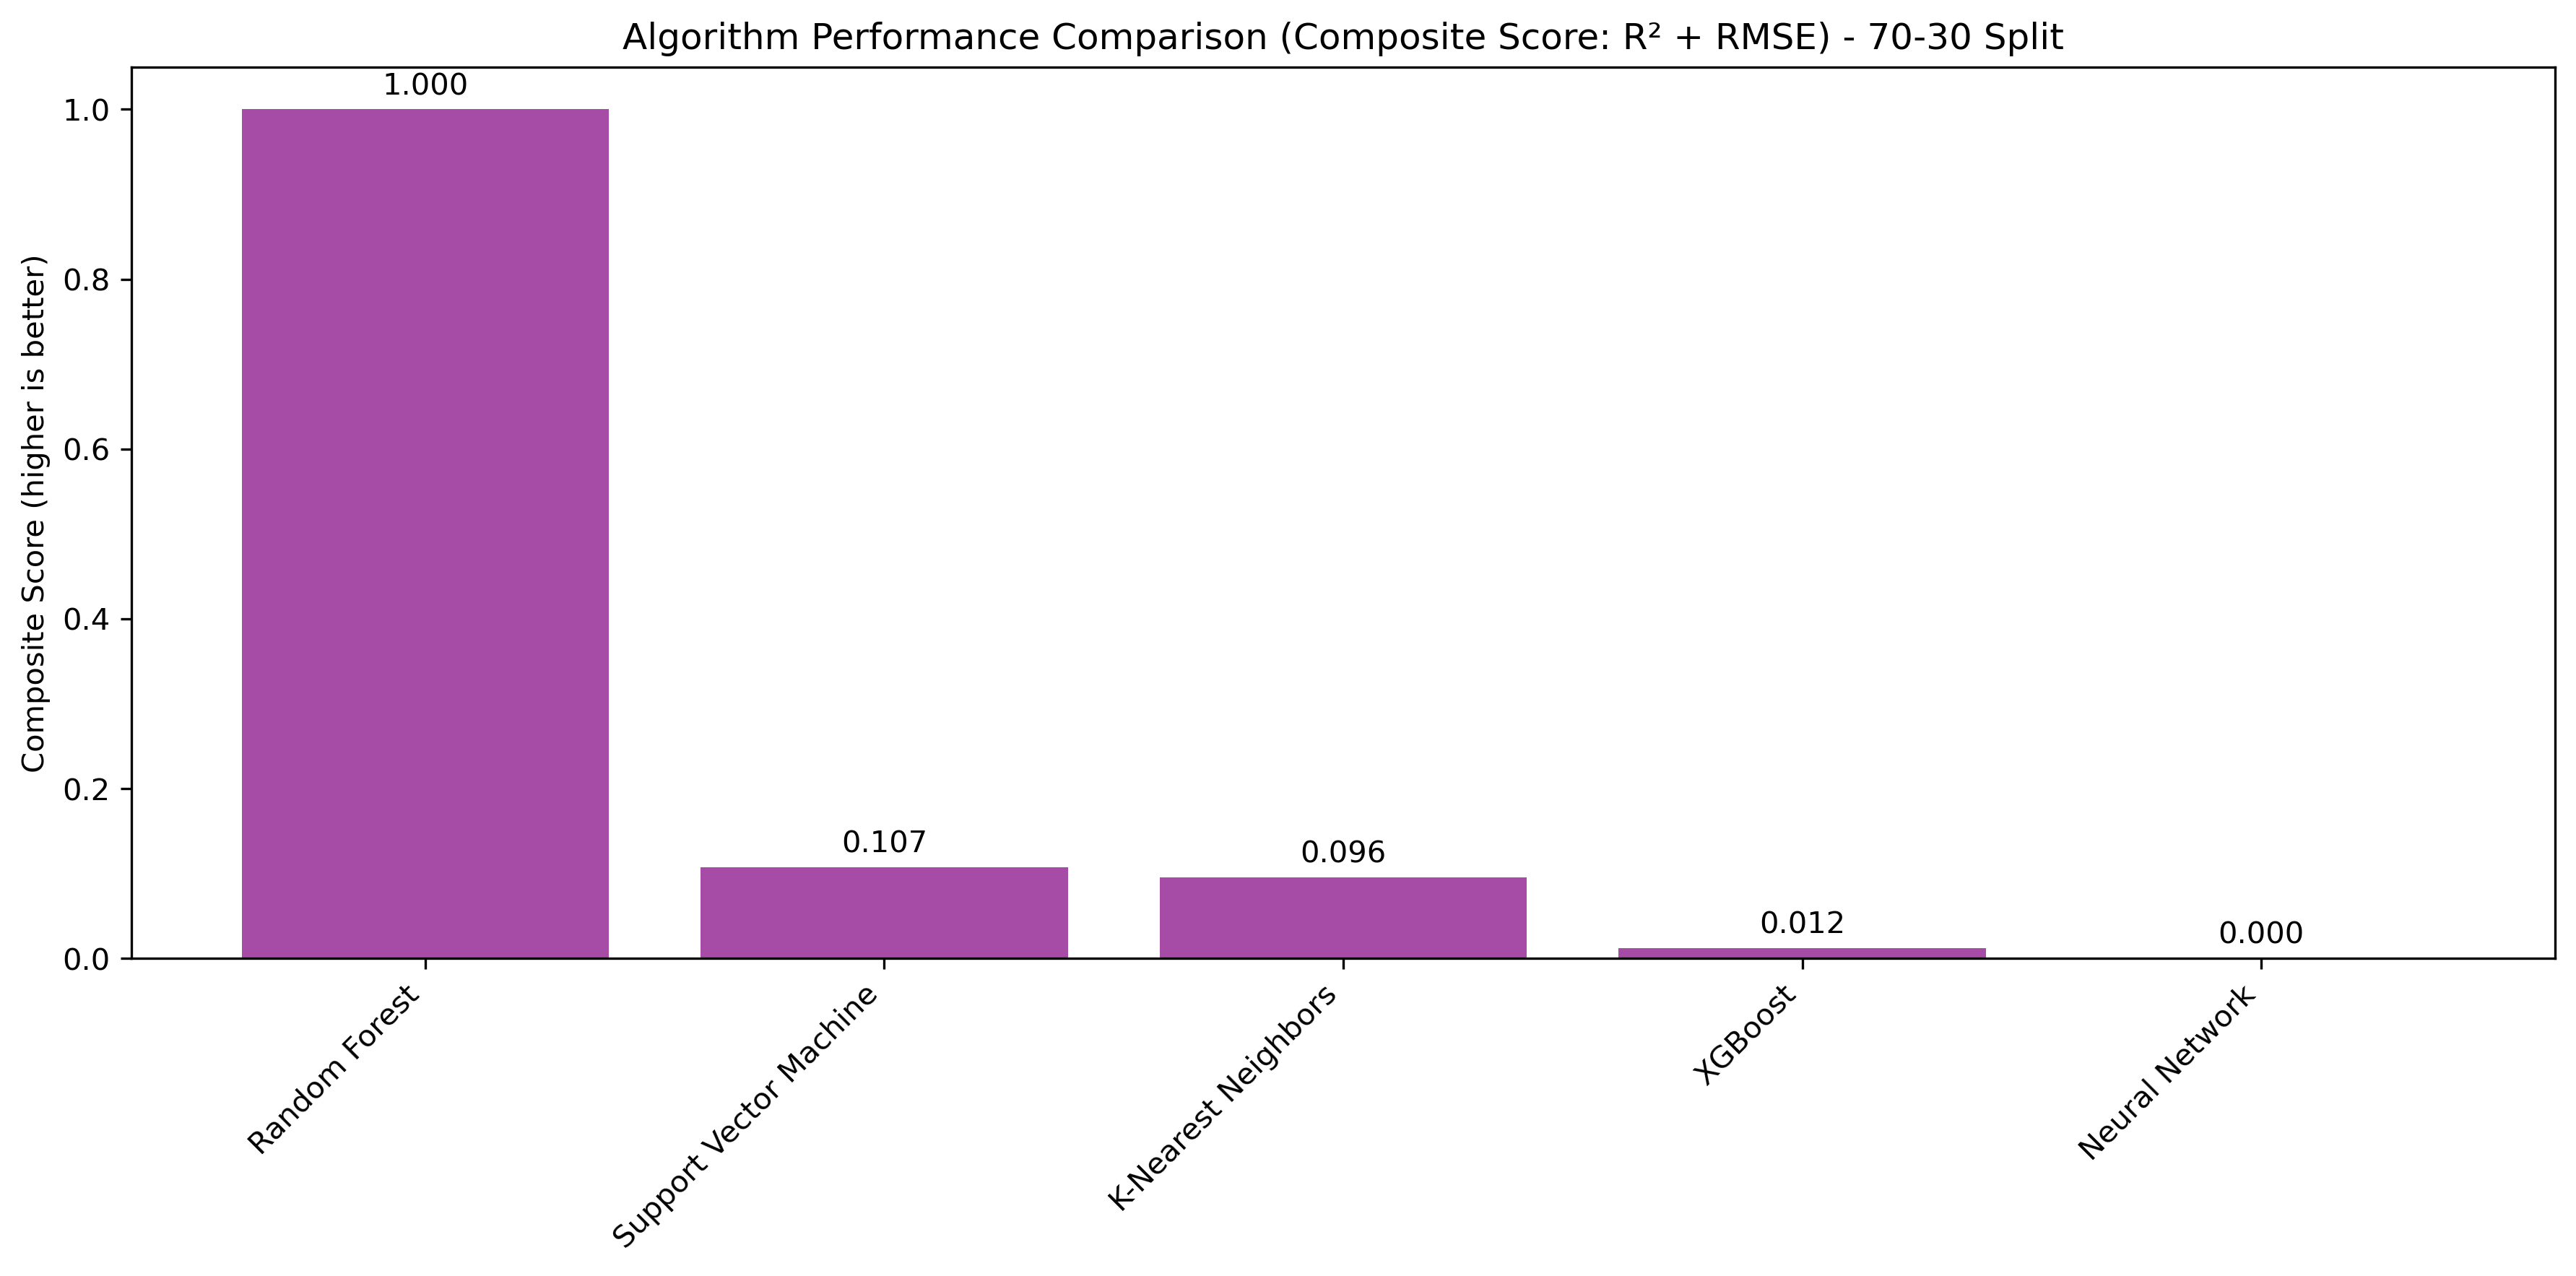 Algorithm Performance Comparison (Composite Score: R² + RMSE) - 70-30 Split
Composite Score (higher is better)
1.0
0.8
0.6
0.4
0.2
0.0
1.000
0.107
0.096
0.012
0.000
Random Forest
Support Vector Machine
K-Nearest Neighbors
XGBoost
Neural Network